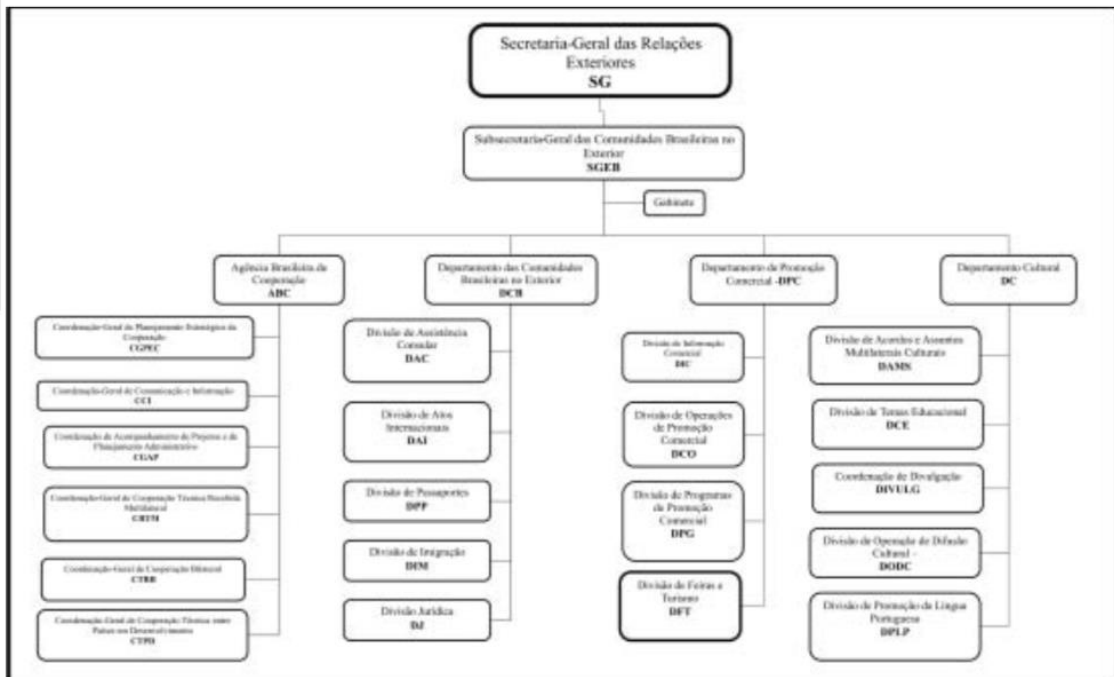 Secretaria-Geral das Relações
Exteriores
SG
Subsecretaria-Geral das Comunidades Brasileiras no
Exterior
SGEB
Gabinete
Agência Brasileira de
Cooperação
ABC
Coordenação-Geral de Planejamento Estratégico da
Cooperação
CGPEC
Coordenação-Geral de Comunicação e Informação
CCI
Coordenação de Acompanhamento de Projetos e de
Planejamento Administrativo
CGAP
Coordenação-Geral de Cooperação Técnica Recebida
Multilateral
CRTM
Coordenação-Geral de Cooperação Bilateral
CTRB
Coordenação-Geral de Cooperação Técnica entre
Países em Desenvolvimento
CTPD
Departamento das Comunidades
Brasileiras no Exterior
DCB
Divisão de Assistência
Consular
DAC
Divisão de Atos
Internacionais
DAI
Divisão de Passaportes
DPP
Divisão de Imigração
DIM
Divisão Jurídica
DJ
Departamento de Promoção
Comercial -DPC
Divisão de Informação
Comercial
DIC
Divisão de Operações
de Promoção
Comercial
DCO
Divisão de Programas
de Promoção
Comercial
DPG
Divisão de Feiras e
Turismo
DFT
Departamento Cultural
DC
Divisão de Acordos e Assuntos
Multilaterais Culturais
DAMS
Divisão de Temas Educacional
DCE
Coordenação de Divulgação
DIVULG
Divisão de Operação de Difusão
Cultural -
DODC
Divisão de Promoção da Língua
Portuguesa
DPLP